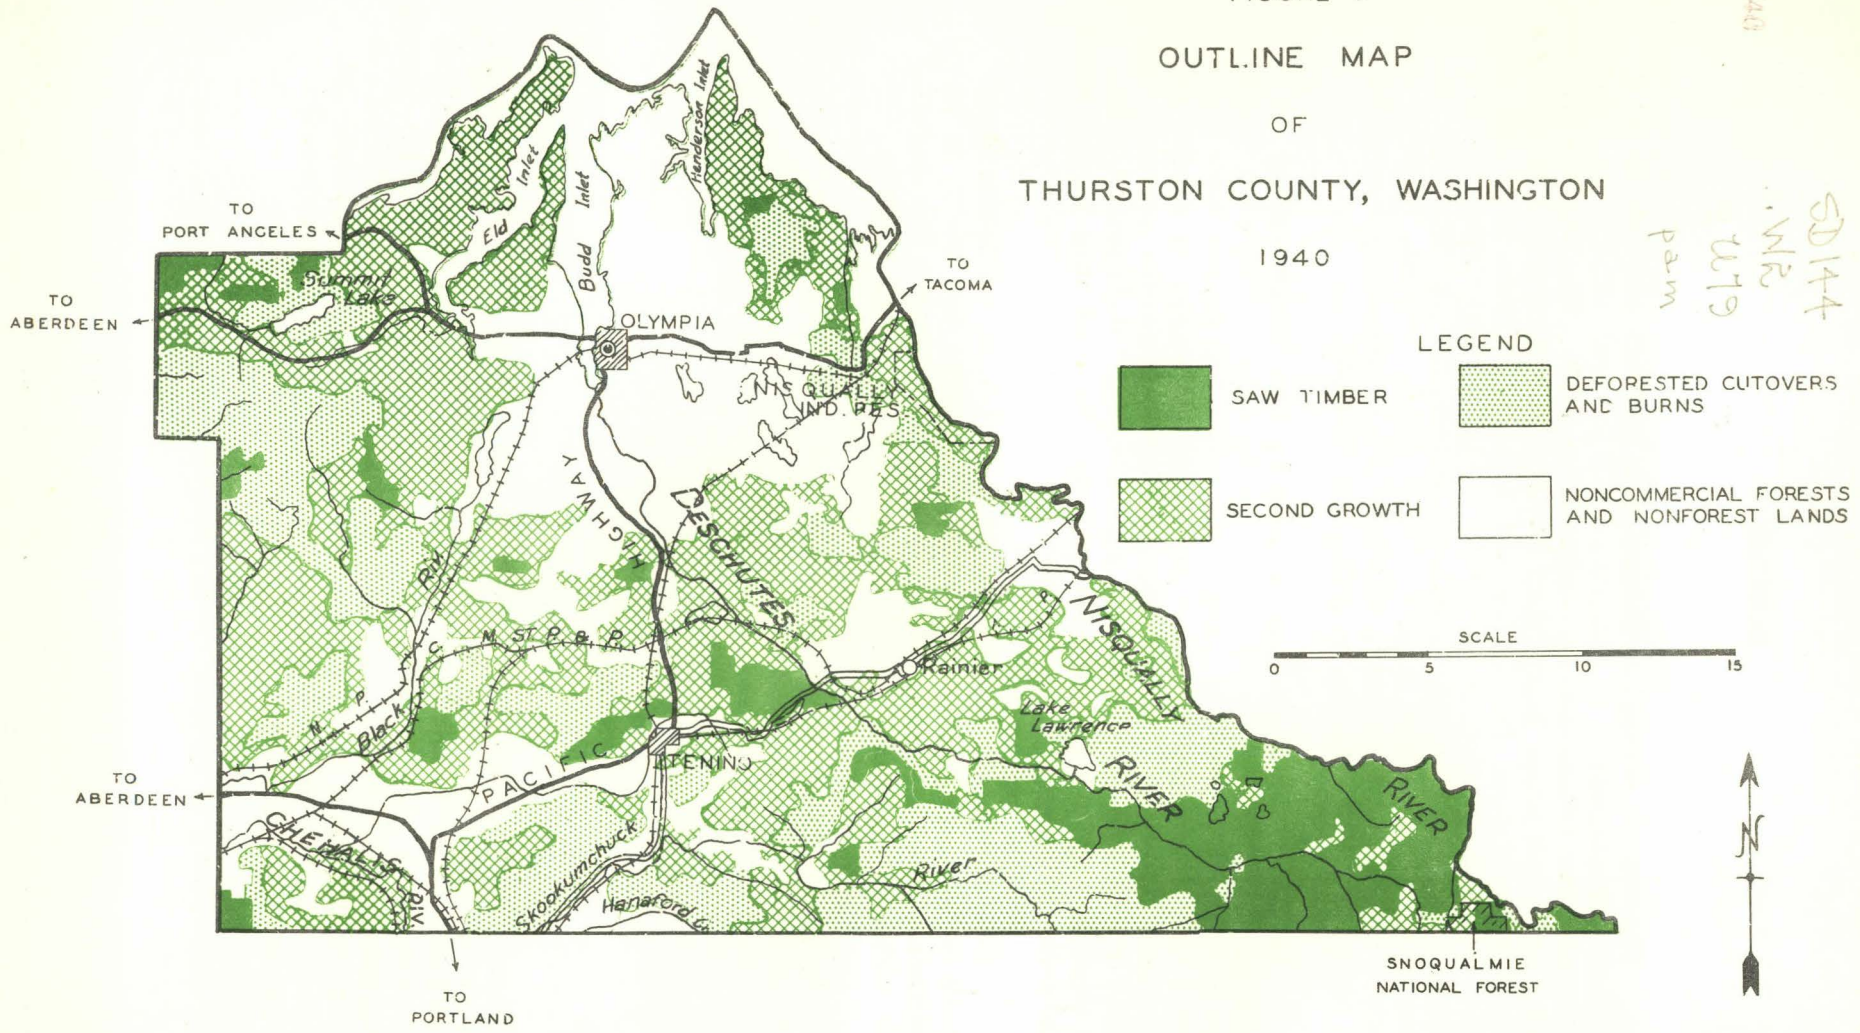 OUTLINE MAP
OF
THURSTON COUNTY, WASHINGTON
1940
SD144
.W2
U79
pam
LEGEND
SAW TIMBER
DEFORESTED CUTOVERS
AND BURNS
SECOND GROWTH
NONCOMMERCIAL FORESTS
AND NONFOREST LANDS
SCALE
0 5 10 15
N
TO
PORT ANGELES
TO
ABERDEEN
TO
TACOMA
Summit
Lake
Eld Inlet
Budd Inlet
Henderson Inlet
OLYMPIA
NISQUALLY
IND. RES.
HIGHWAY
DESCHUTES
RIVER
NISQUALLY
RIVER
Black Riv.
C. M. ST. P. & P.
N. P.
N. P.
Rainier
Lake
Lawrence
PACIFIC
TENINO
TO
ABERDEEN
CHEHALIS RIV.
Skookumchuck
River
Hanaford Cr.
TO
PORTLAND
SNOQUALMIE
NATIONAL FOREST